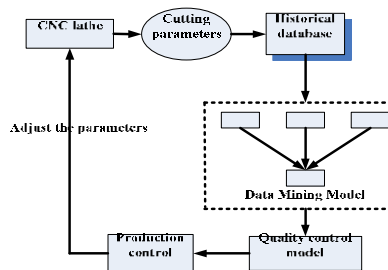 CNC lathe
Cutting
parameters
Historical
database
Adjust the parameters
Data Mining Model
Production
control
Quality control
model